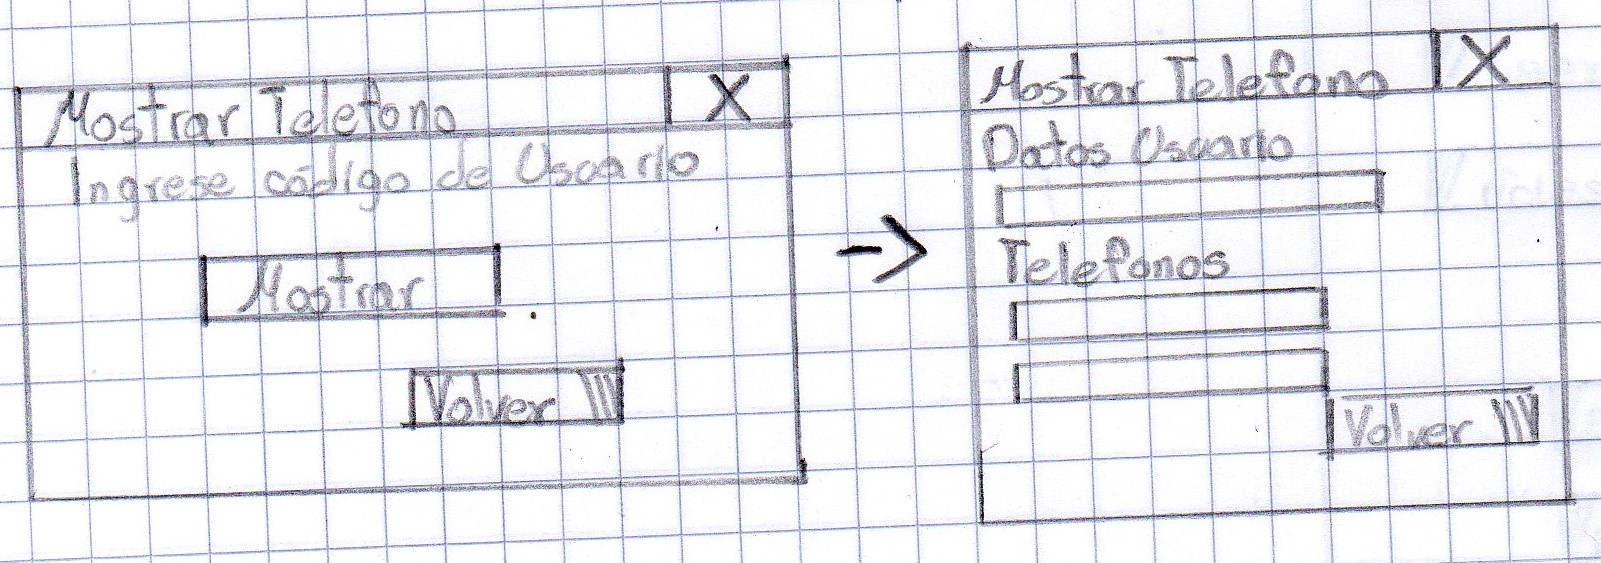 Mostrar Telefono X
Ingrese código de Usuario
Mostrar
Volver
->
Mostrar Telefono X
Datos Usuario
Telefonos
Volver